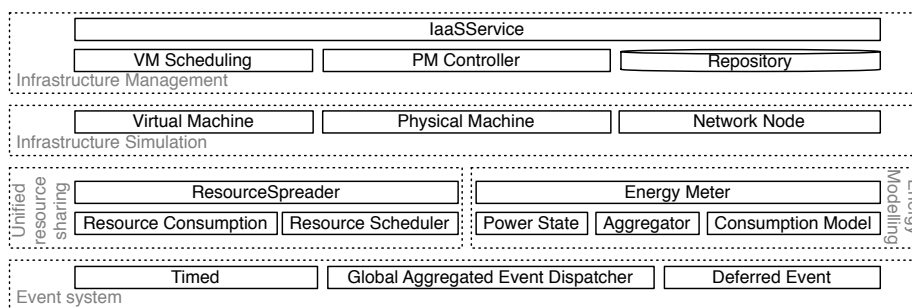 IaaSService
VM Scheduling
PM Controller
Repository
Infrastructure Management
Virtual Machine
Physical Machine
Network Node
Infrastructure Simulation
Unified
resource
sharing
ResourceSpreader
Resource Consumption
Resource Scheduler
Energy Meter
Power State
Aggregator
Consumption Model
Energy
Modelling
Timed
Global Aggregated Event Dispatcher
Deferred Event
Event system